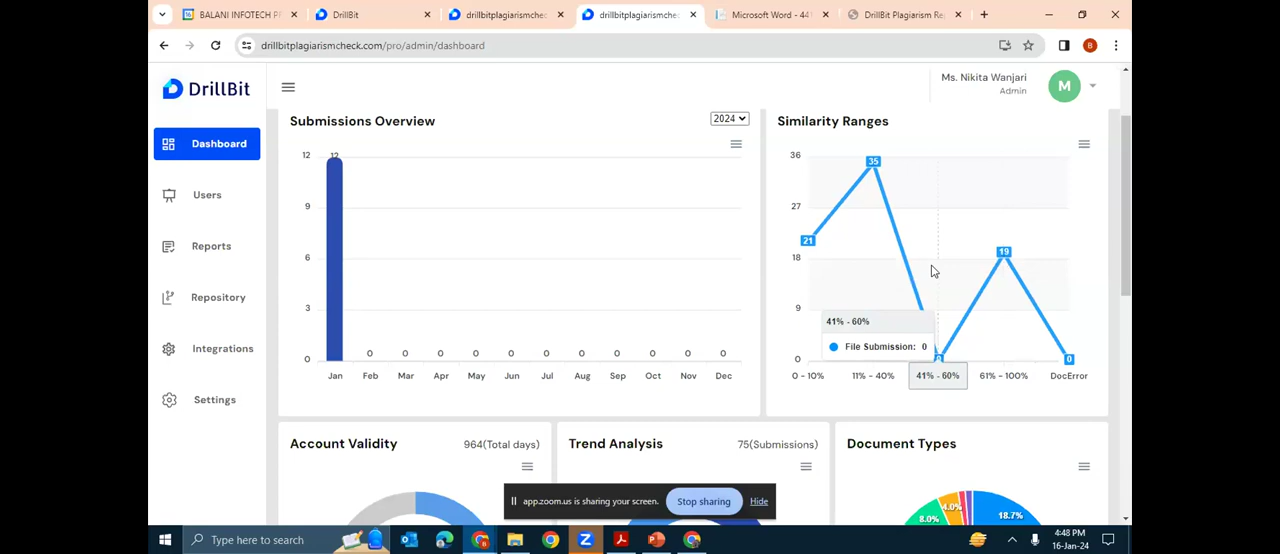 BALANI INFOTECH P
DrillBit
drillbitplagiarismchec
drillbitplagiarismchec
Microsoft Word - 441
DrillBit Plagiarism Re
drillbitplagiarismcheck.com/pro/admin/dashboard
B
DrillBit
Ms. Nikita Wanjari
Admin
M
Dashboard
Users
Reports
Repository
Integrations
Settings
Submissions Overview
2024
12
9
6
3
0
12
0 0 0 0 0 0 0 0 0 0 0
Jan Feb Mar Apr May Jun Jul Aug Sep Oct Nov Dec
Similarity Ranges
36
27
18
9
0
21
35
0
19
0
41% - 60%
File Submission: 0
0 - 10% 11% - 40% 41% - 60% 61% - 100% DocError
Account Validity 964(Total days)
Trend Analysis 75(Submissions)
Document Types
8.0%
4.0%
18.7%
app.zoom.us is sharing your screen. Stop sharing Hide
Type here to search
4:48 PM
16-Jan-24